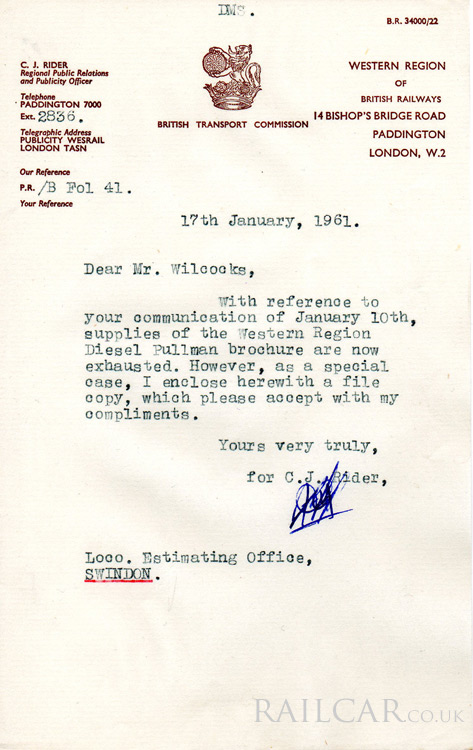 DMS.
B.R. 34000/22
C. J. RIDER
Regional Public Relations
and Publicity Officer
Telephone
PADDINGTON 7000
Ext. 2836.
Telegraphic Address
PUBLICITY WESRAIL
LONDON TASN
Our Reference
P.R. /B Fol 41.
Your Reference
BRITISH TRANSPORT COMMISSION
WESTERN REGION
OF
BRITISH RAILWAYS
14 BISHOP'S BRIDGE ROAD
PADDINGTON
LONDON, W.2
17th January, 1961.
Dear Mr. Wilcocks,
With reference to
your communication of January 10th,
supplies of the Western Region
Diesel Pullman brochure are now
exhausted. However, as a special
case, I enclose herewith a file
copy, which please accept with my
compliments.
Yours very truly,
for C.J. Rider,
Loco. Estimating Office,
SWINDON.
RAILCAR.CO.UK